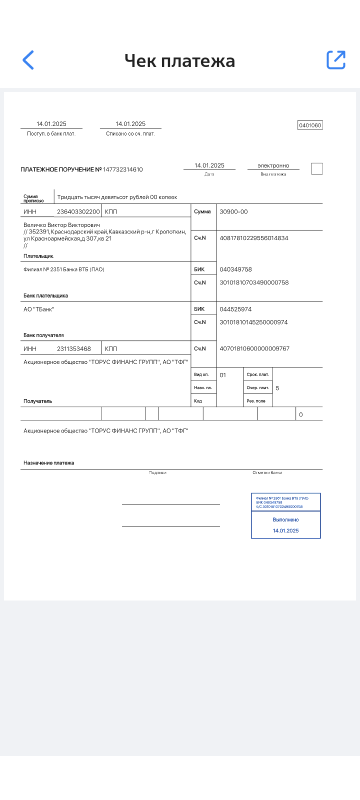 Чек платежа
14.01.2025 14.01.2025 0401060
Поступ. в банк плат. Списано со сч. плат.
ПЛАТЕЖНОЕ ПОРУЧЕНИЕ № 147732314610 14.01.2025 электронно
Дата Вид платежа
Сумма прописью Тридцать тысяч девятьсот рублей 00 копеек
ИНН 236403302200 КПП Сумма 30900-00
Величко Виктор Викторович
// 352391,Краснодарский край,Кавказский р-н,г Кропоткин,
ул Красноармейская,д 307,кв 21
//
Сч.N 40817810229556014834
Плательщик
Филиал № 2351 Банка ВТБ (ПАО) БИК 040349758
Сч.N 30101810703490000758
Банк плательщика
АО "ТБанк" БИК 044525974
Сч.N 30101810145250000974
Банк получателя
ИНН 2311353468 КПП Сч.N 40701810600000009767
Акционерное общество "ТОРУС ФИНАНС ГРУПП", АО "ТФГ"
Вид оп. 01 Срок. плат.
Назн. пл. Очер. плат. 5
Получатель Код Рез. поле
0
Акционерное общество "ТОРУС ФИНАНС ГРУПП", АО "ТФГ"
Назначение платежа
Подписи Отметки банка
Филиал № 2351 Банка ВТБ (ПАО)
БИК 040349758
К/С 30101810703490000758
Выполнено
14.01.2025